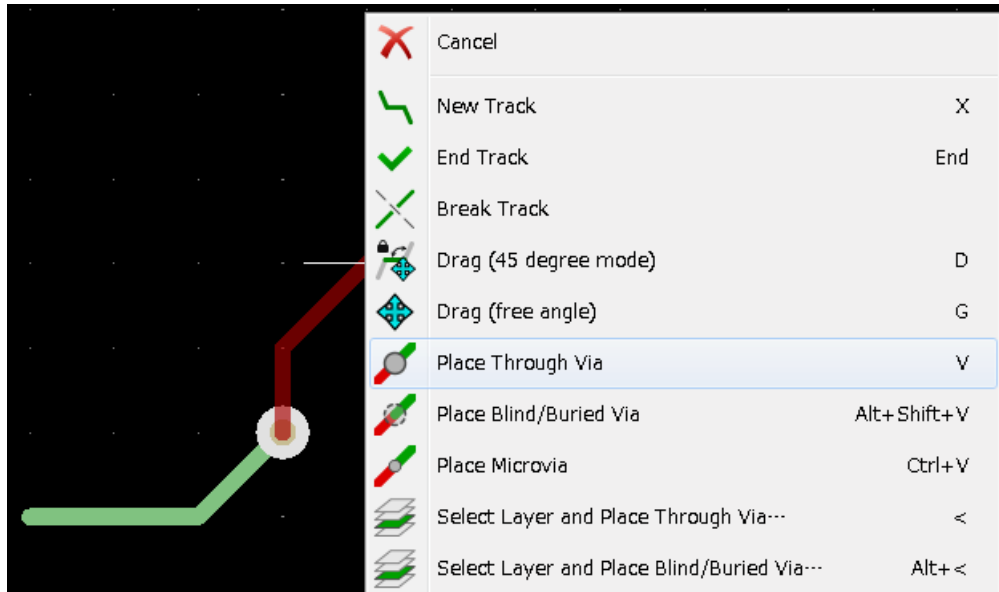 Cancel
New Track X
End Track End
Break Track
Drag (45 degree mode) D
Drag (free angle) G
Place Through Via V
Place Blind/Buried Via Alt+Shift+V
Place Microvia Ctrl+V
Select Layer and Place Through Via··· <
Select Layer and Place Blind/Buried Via··· Alt+<